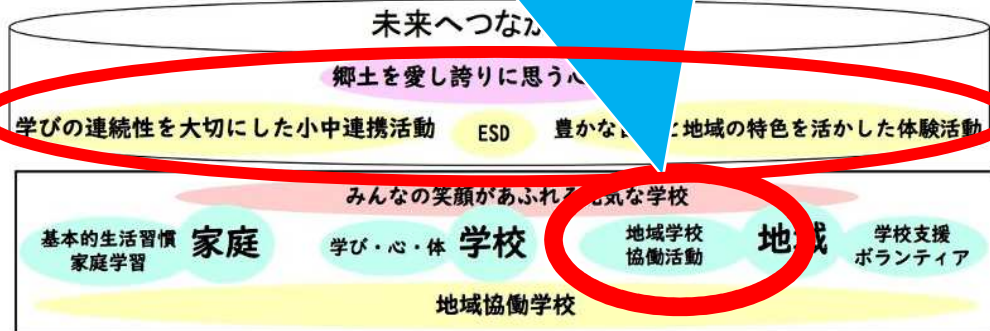 未来へつなが
郷土を愛し誇りに思う心
学びの連続性を大切にした小中連携活動 ESD 豊かな と地域の特色を活かした体験活動
みんなの笑顔があふれる元気な学校
基本的生活習慣
家庭学習
家庭
学び・心・体
学校
地域学校
協働活動
地域
学校支援
ボランティア
地域協働学校